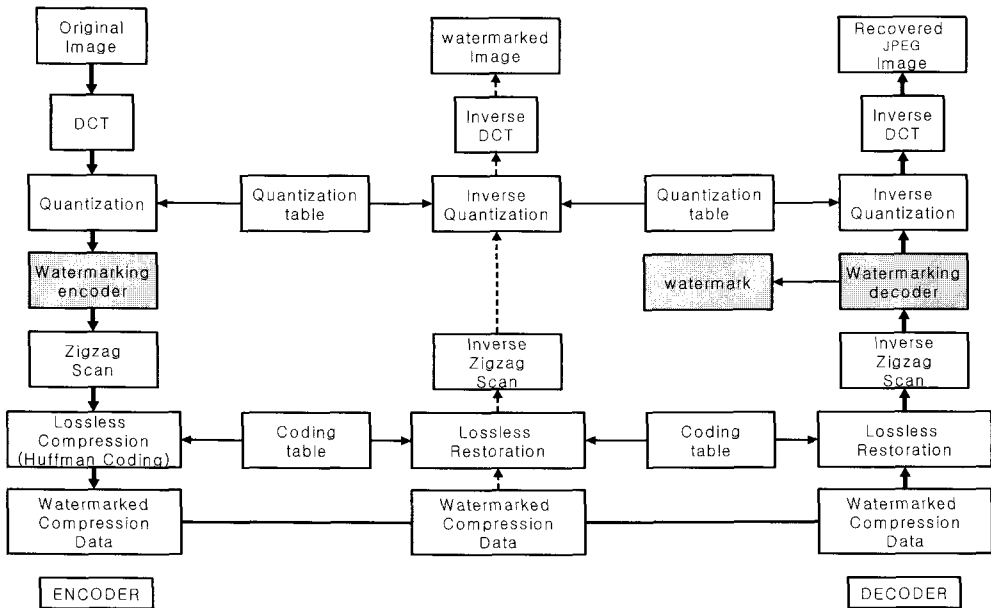 Original
Image
watermarked
Image
Recovered
JPEG
Image
DCT
Inverse
DCT
Inverse
DCT
Quantization
Quantization
table
Inverse
Quantization
Quantization
table
Inverse
Quantization
Watermarking
encoder
watermark
Watermarking
decoder
Zigzag
Scan
Inverse
Zigzag
Scan
Inverse
Zigzag
Scan
Lossless
Compression
(Huffman Coding)
Coding
table
Lossless
Restoration
Coding
table
Lossless
Restoration
Watermarked
Compression
Data
Watermarked
Compression
Data
Watermarked
Compression
Data
ENCODER
DECODER